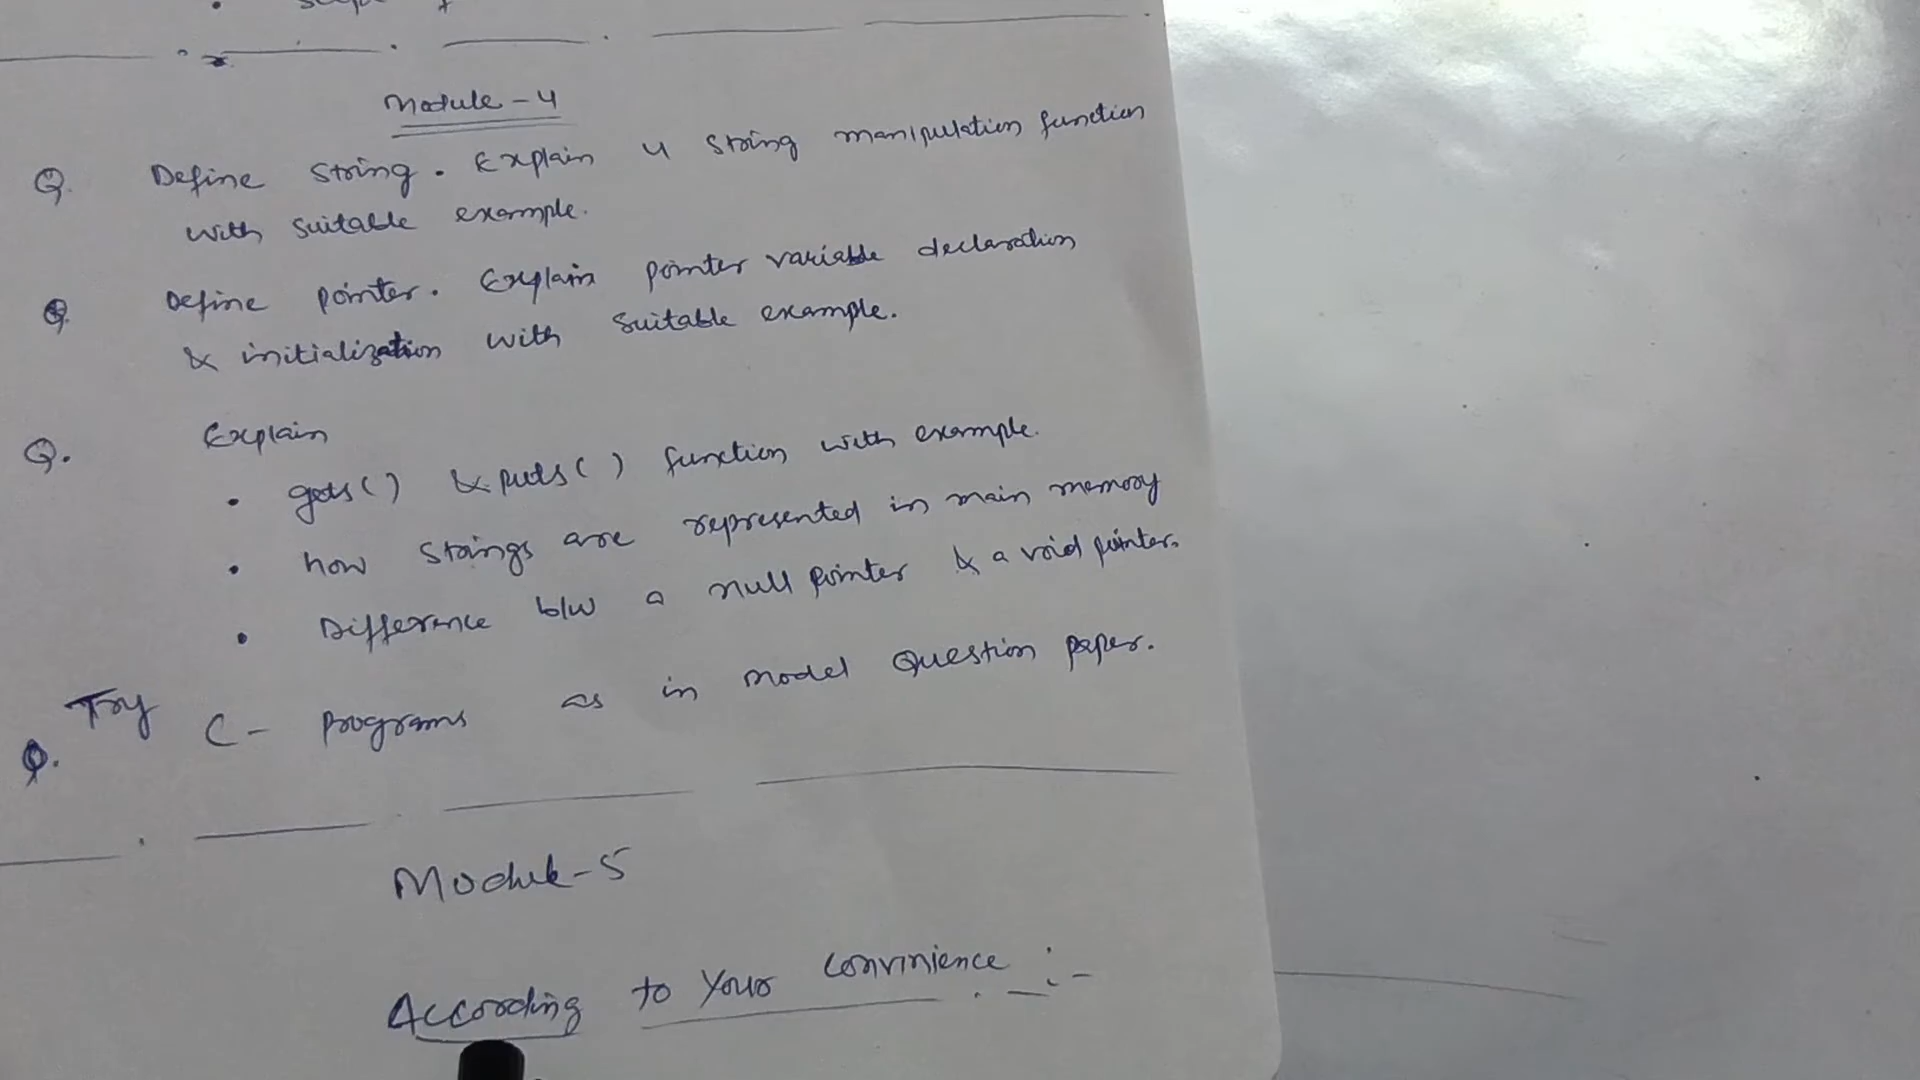 Module - 4
Q. Define string. Explain 4 string manipulation function
with suitable example.
Q. Define pointer. Explain pointer variable declaration
& initialization with suitable example.
Q. Explain
• gets() & puts( ) function with example.
• how strings are represented in main memory
• Difference b/w a null pointer & a void pointer.
Q. Try C - programs as in model Question paper.
Module - 5
According to Your convinience :-